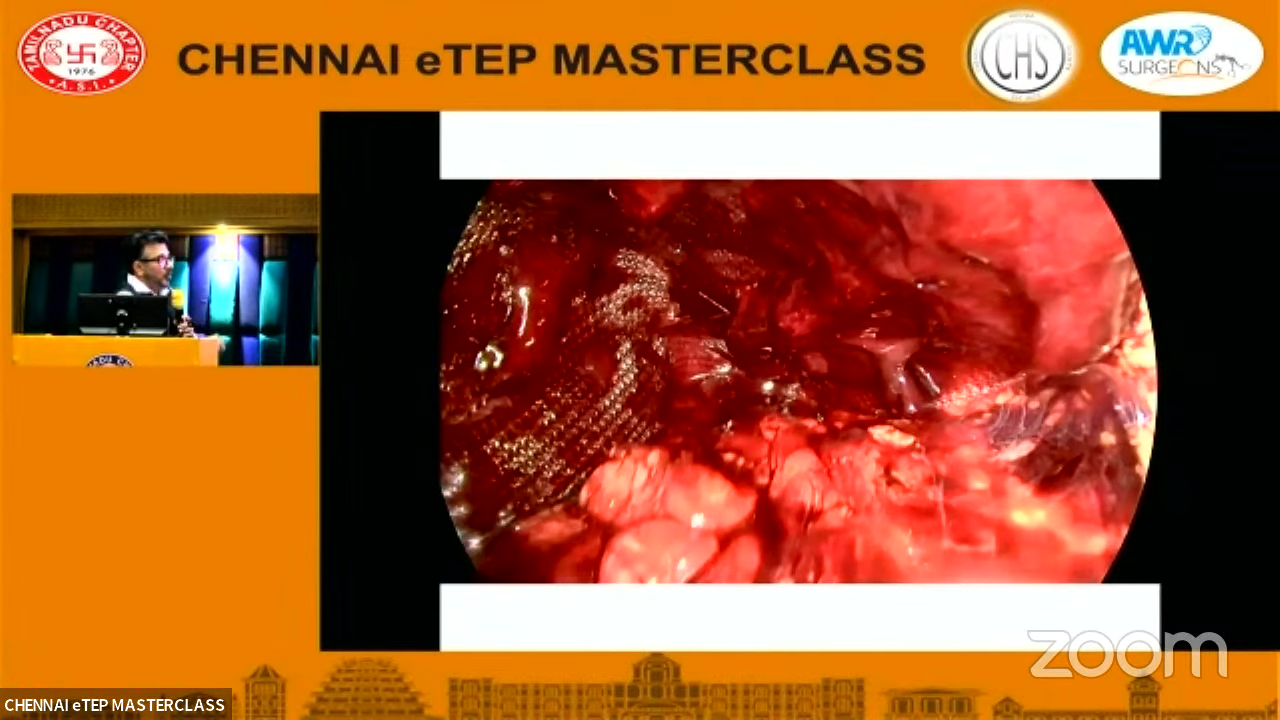 TAMILNADU CHAPTER
1976
A.S.I.
CHENNAI eTEP MASTERCLASS
CHS
AWR
SURGEONS
zoom
CHENNAI eTEP MASTERCLASS